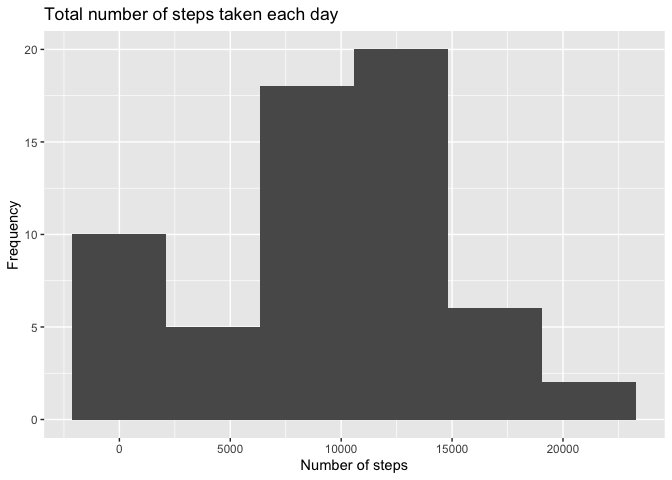 Total number of steps taken each day
20
15
10
5
0
Frequency
0 5000 10000 15000 20000
Number of steps